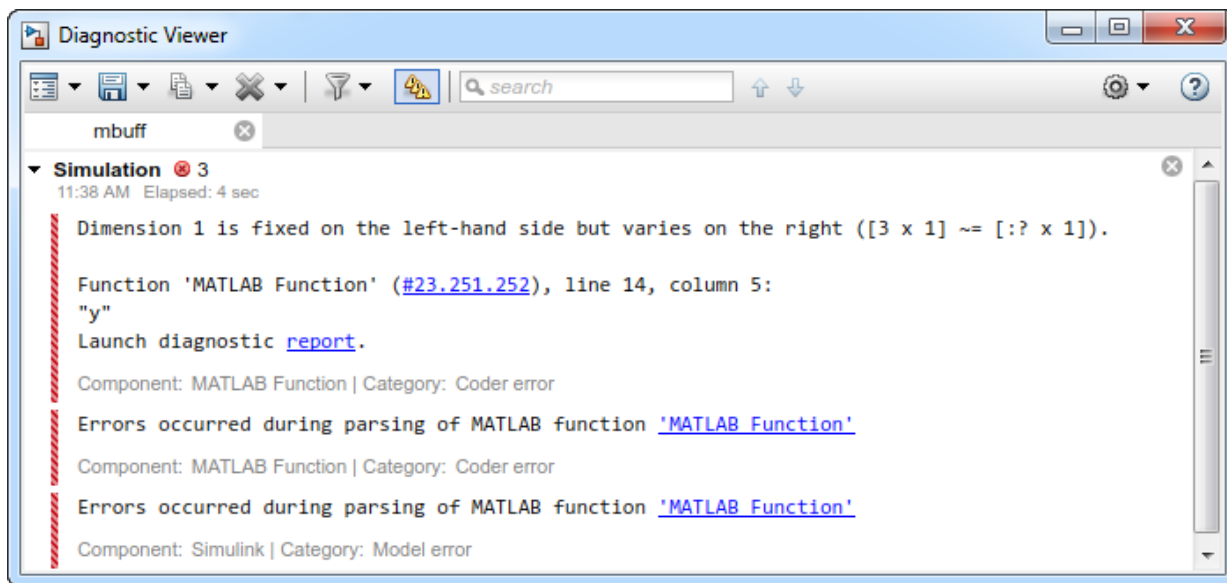 Diagnostic Viewer
search
mbuff
Simulation 3
11:38 AM Elapsed: 4 sec
Dimension 1 is fixed on the left-hand side but varies on the right ([3 x 1] ~= [:? x 1]).
Function 'MATLAB Function' (#23.251.252), line 14, column 5:
"y"
Launch diagnostic report.
Component: MATLAB Function | Category: Coder error
Errors occurred during parsing of MATLAB function 'MATLAB Function'
Component: MATLAB Function | Category: Coder error
Errors occurred during parsing of MATLAB function 'MATLAB Function'
Component: Simulink | Category: Model error